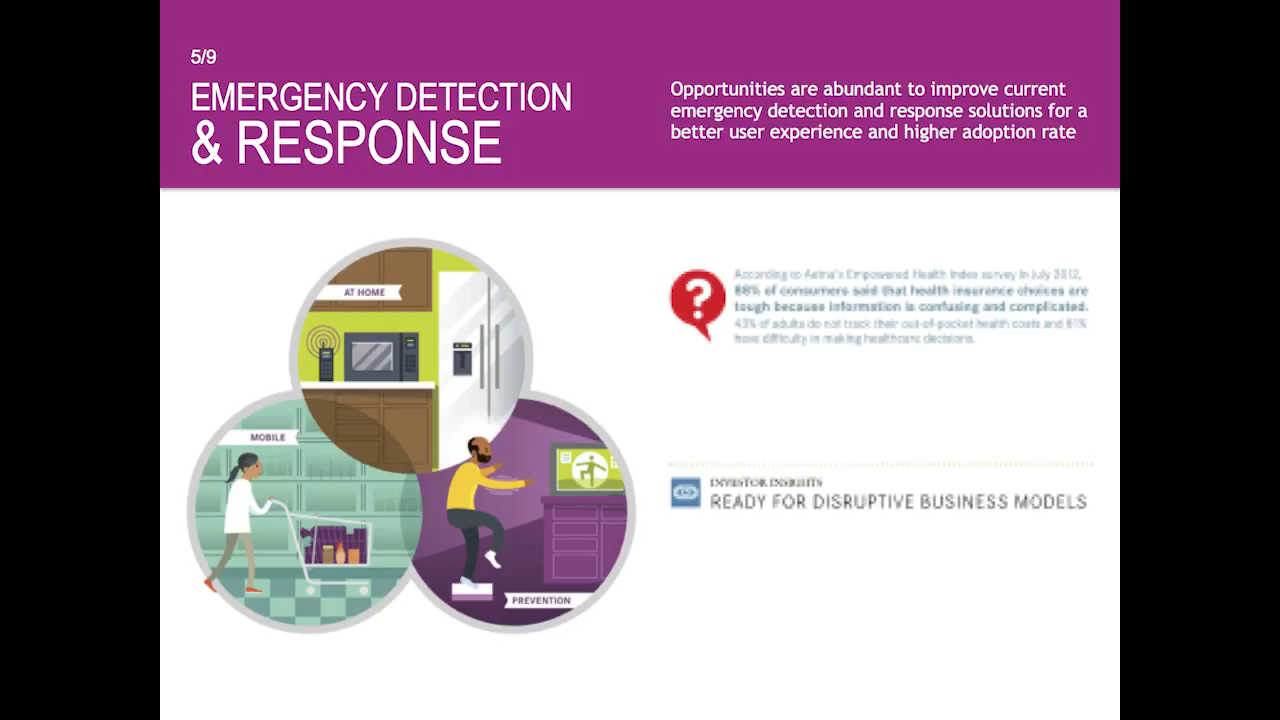 5/9
EMERGENCY DETECTION
& RESPONSE
Opportunities are abundant to improve current
emergency detection and response solutions for a
better user experience and higher adoption rate
AT HOME
MOBILE
PREVENTION
According to Aetna's Empowered Health Index survey in July 2012,
of consumers said that health insurance choices are
tough because information is confusing and complicated.
43% of adults do not track their out-of-pocket health costs and
have difficulty in making healthcare decisions.
INVESTOR INSIGHTS
READY FOR DISRUPTIVE BUSINESS MODELS